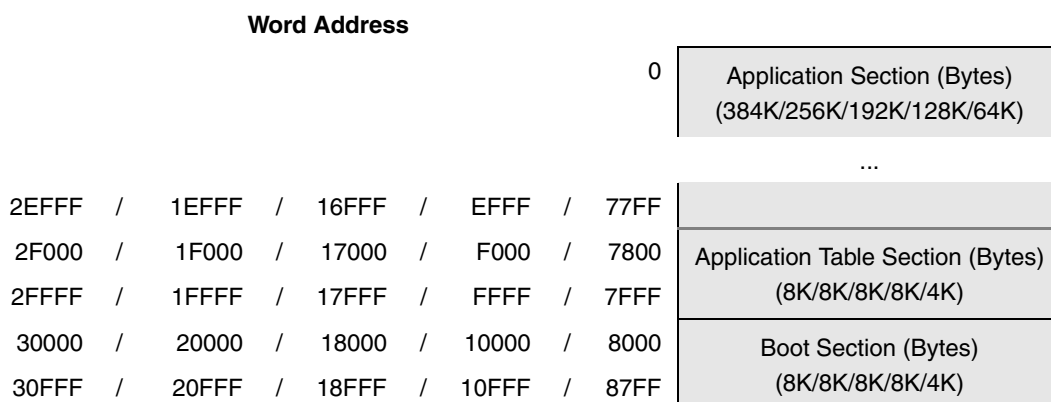 Word Address
0
Application Section (Bytes)
(384K/256K/192K/128K/64K)
...
2EFFF / 1EFFF / 16FFF / EFFF / 77FF
2F000 / 1F000 / 17000 / F000 / 7800
Application Table Section (Bytes)
(8K/8K/8K/8K/4K)
2FFFF / 1FFFF / 17FFF / FFFF / 7FFF
30000 / 20000 / 18000 / 10000 / 8000
Boot Section (Bytes)
(8K/8K/8K/8K/4K)
30FFF / 20FFF / 18FFF / 10FFF / 87FF